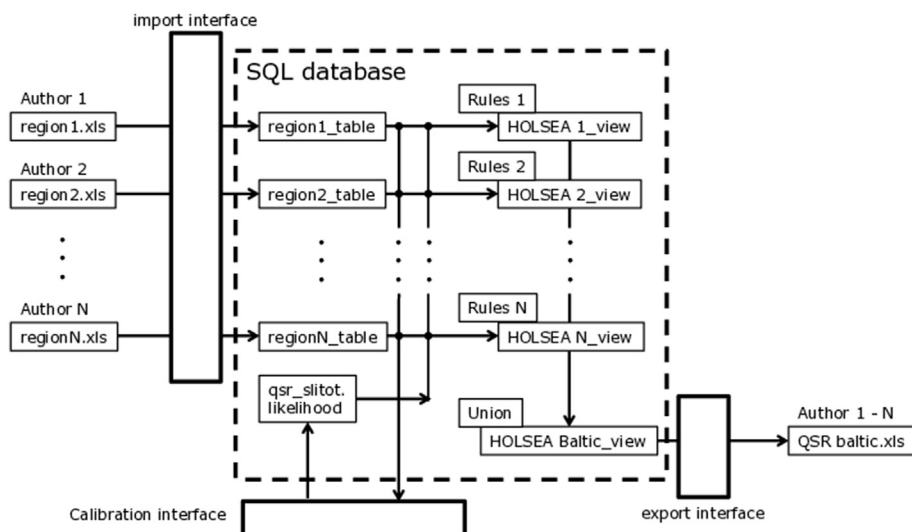 import interface
SQL database
Author 1
region1.xls
region1_table
Rules 1
HOLSEA 1_view
Author 2
region2.xls
region2_table
Rules 2
HOLSEA 2_view
Author N
regionN.xls
regionN_table
Rules N
HOLSEA N_view
qsr_slitot.
likelihood
Union
HOLSEA Baltic_view
Author 1 - N
QSR baltic.xls
Calibration interface
export interface